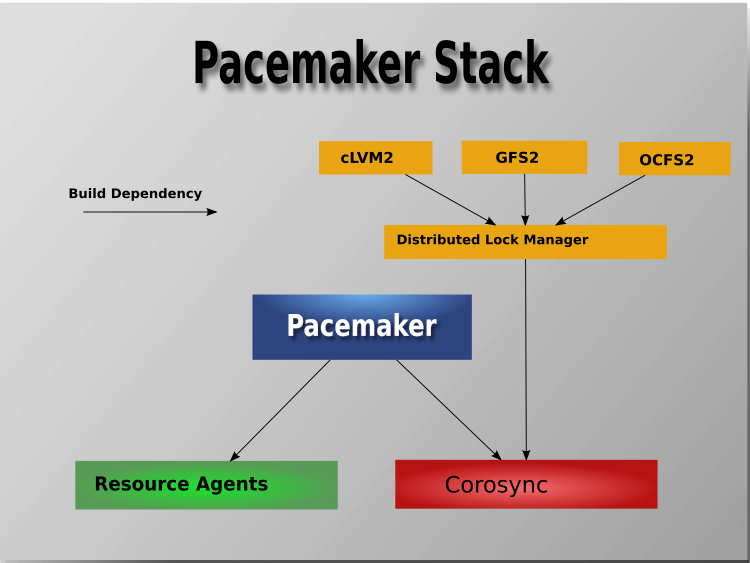 Pacemaker Stack
cLVM2
GFS2
OCFS2
Build Dependency
Distributed Lock Manager
Pacemaker
Resource Agents
Corosync